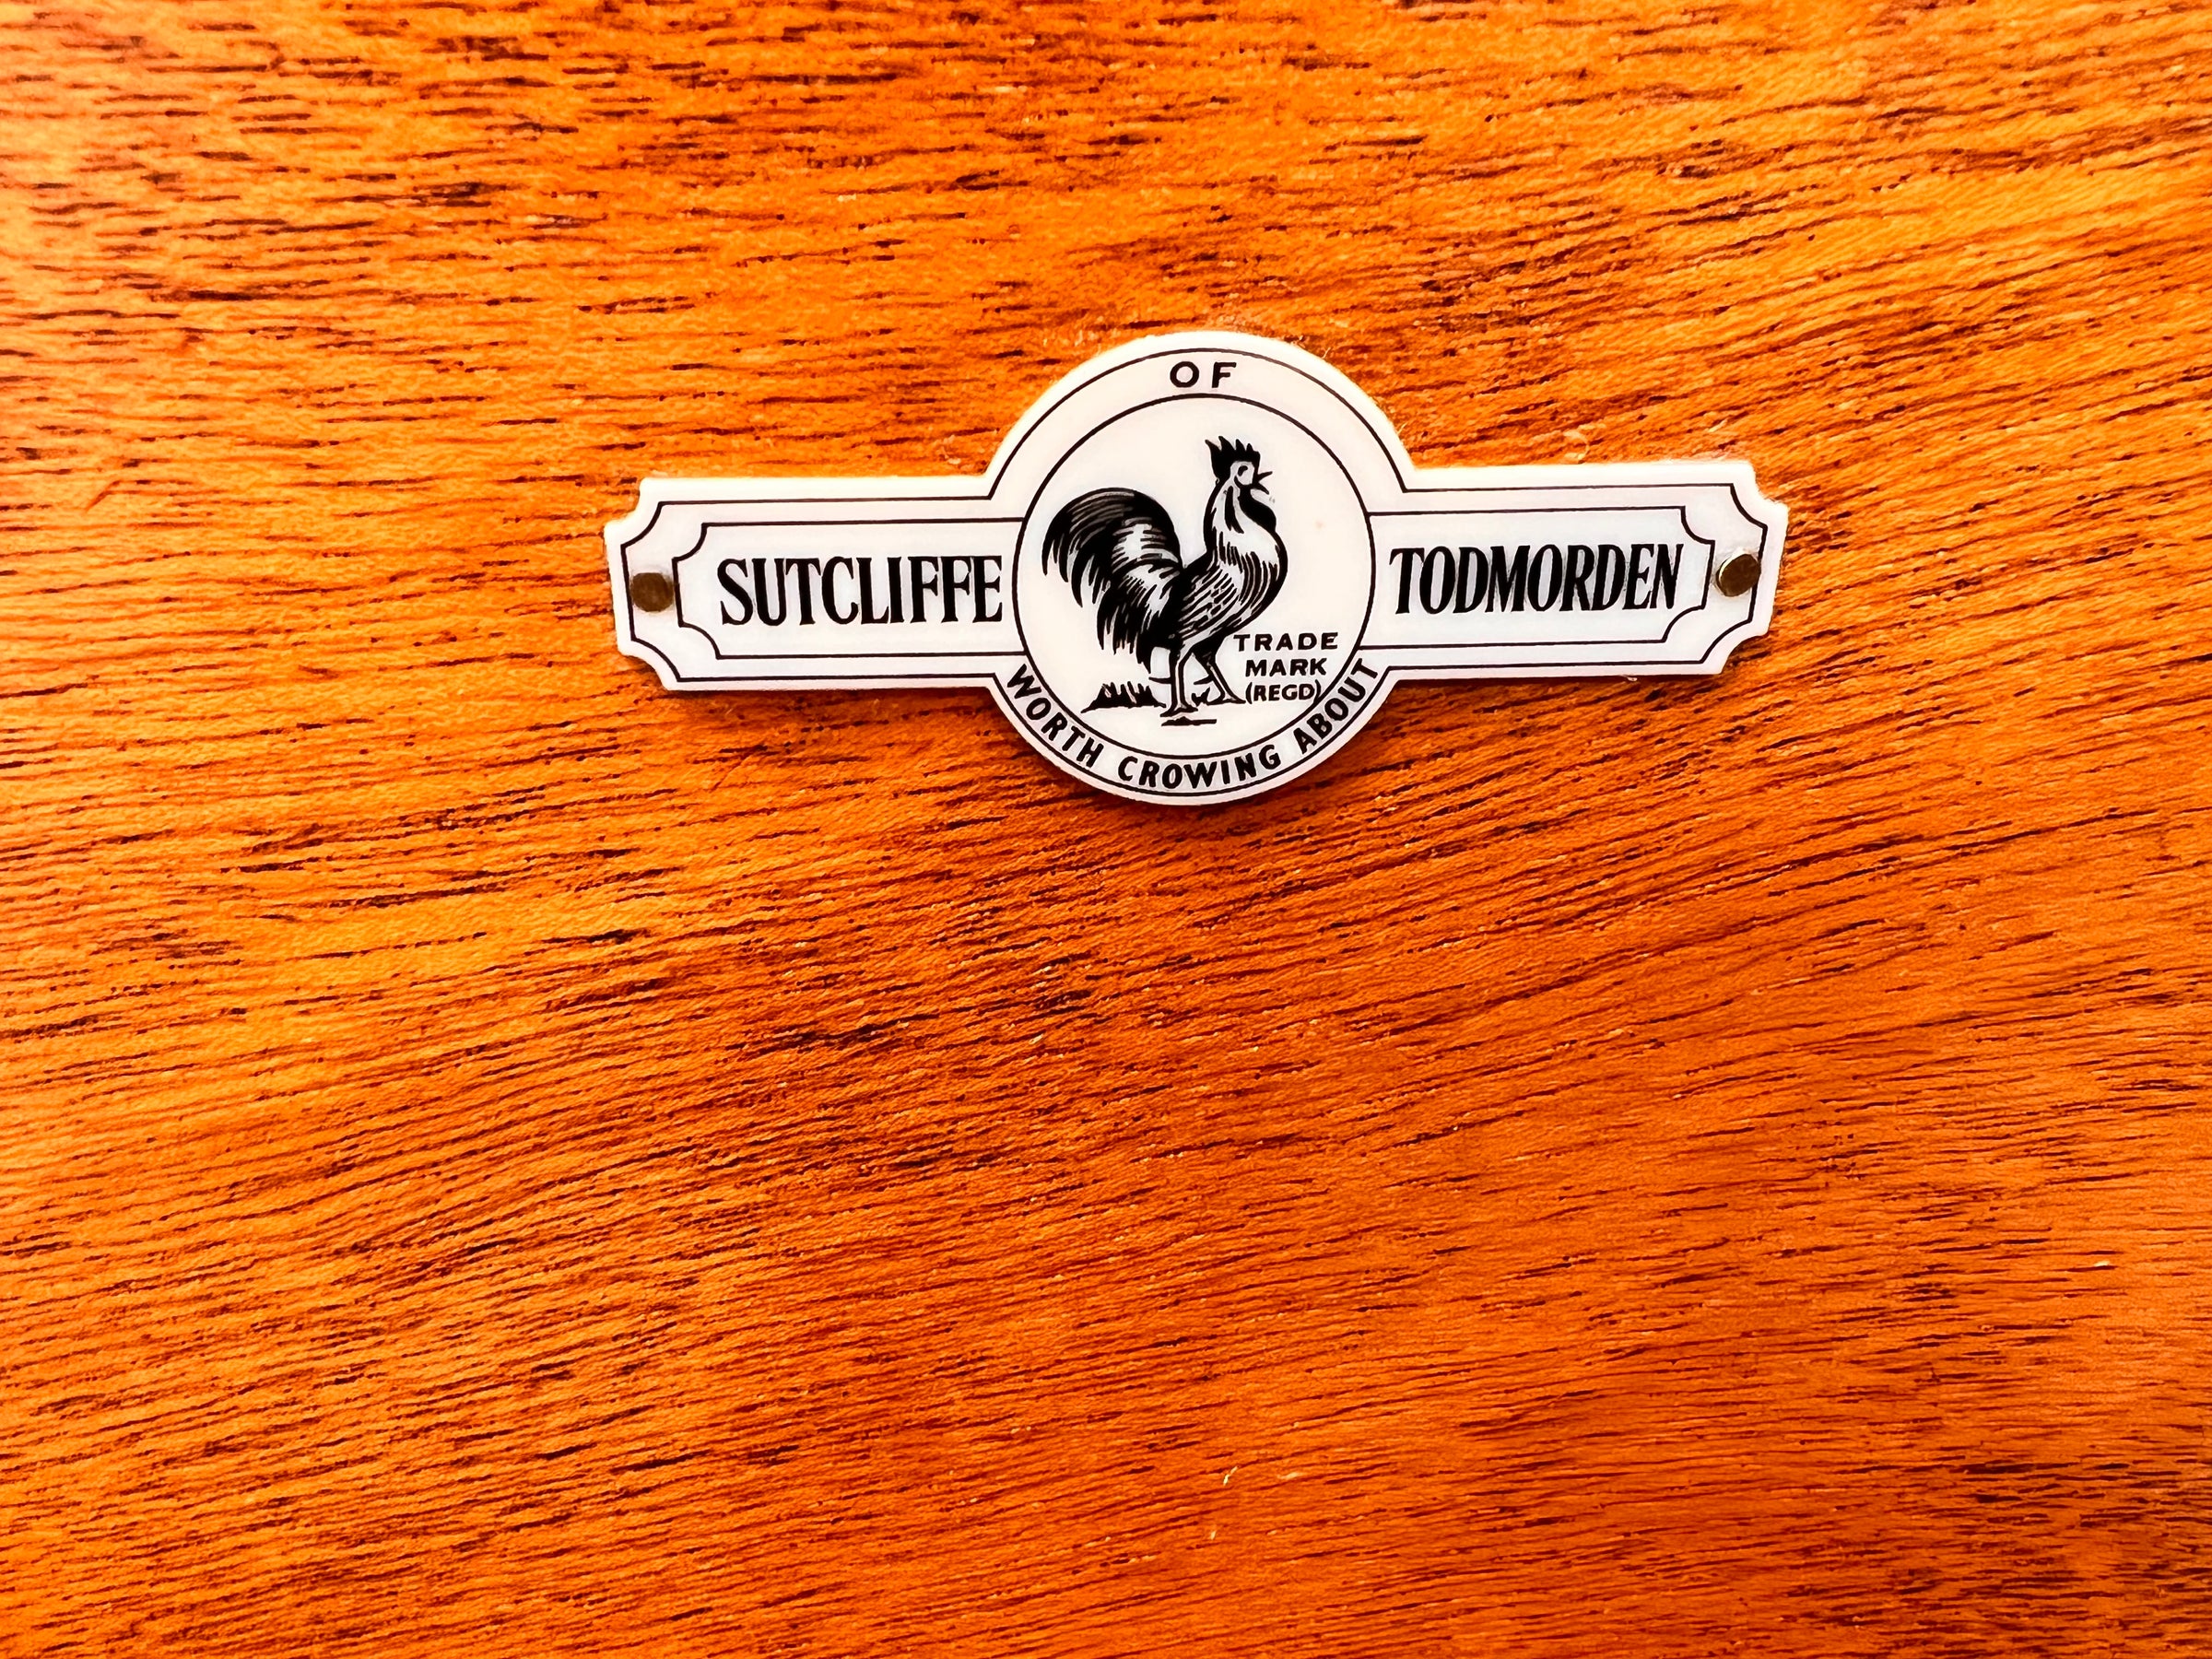 OF
SUTCLIFFE
TODMORDEN
TRADE
MARK
(REGD)
WORTH CROWING ABOUT